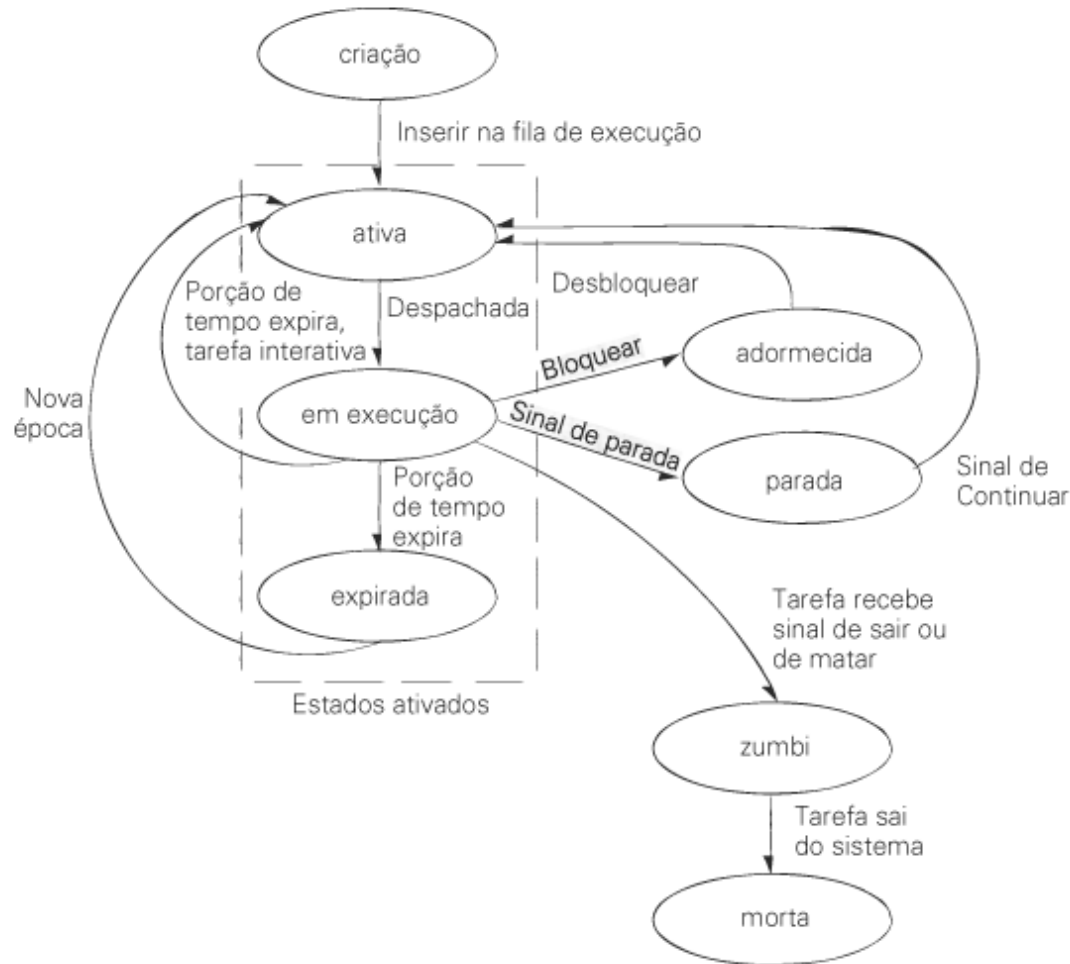 criação
Inserir na fila de execução
ativa
Porção de
tempo expira,
tarefa interativa
Despachada
Desbloquear
Bloquear
adormecida
Nova
época
em execução
Sinal de parada
parada
Sinal de
Continuar
Porção
de tempo
expira
expirada
Estados ativados
Tarefa recebe
sinal de sair ou
de matar
zumbi
Tarefa sai
do sistema
morta